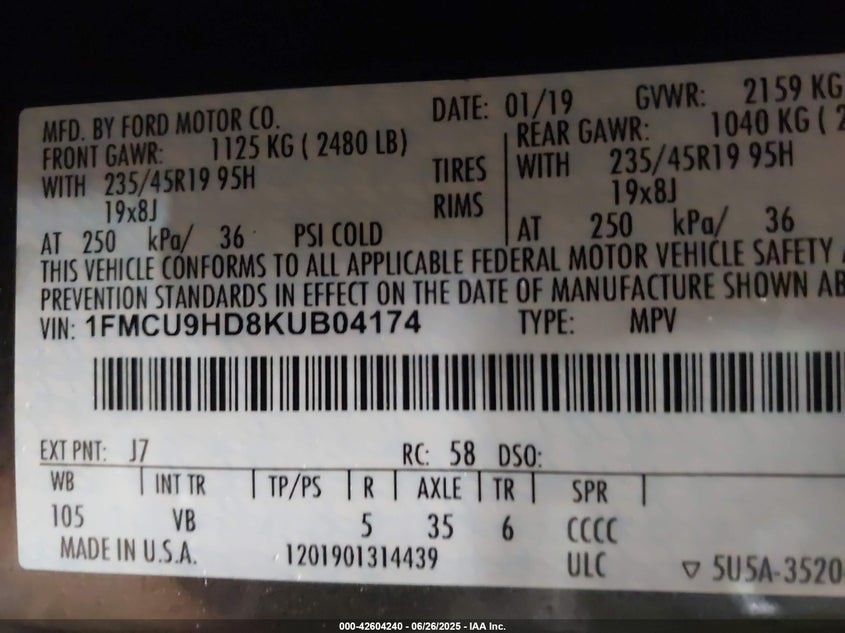 MFD. BY FORD MOTOR CO.
DATE: 01/19 GVWR: 2159 KG
FRONT GAWR: 1125 KG ( 2480 LB)
REAR GAWR: 1040 KG ( 2
WITH 235/45R19 95H TIRES WITH 235/45R19 95H
19x8J RIMS 19x8J
AT 250 kPa/ 36 PSI COLD AT 250 kPa/ 36
THIS VEHICLE CONFORMS TO ALL APPLICABLE FEDERAL MOTOR VEHICLE SAFETY
PREVENTION STANDARDS IN EFFECT ON THE DATE OF MANUFACTURE SHOWN AB
VIN: 1FMCU9HD8KUB04174 TYPE: MPV
EXT PNT: J7 RC: 58 DSO:
WB INT TR TP/PS R AXLE TR SPR
105 VB 5 35 6 CCCC
MADE IN U.S.A. 1201901314439 ULC ▽ 5U5A-3520
000-42604240 - 06/26/2025 - IAA Inc.